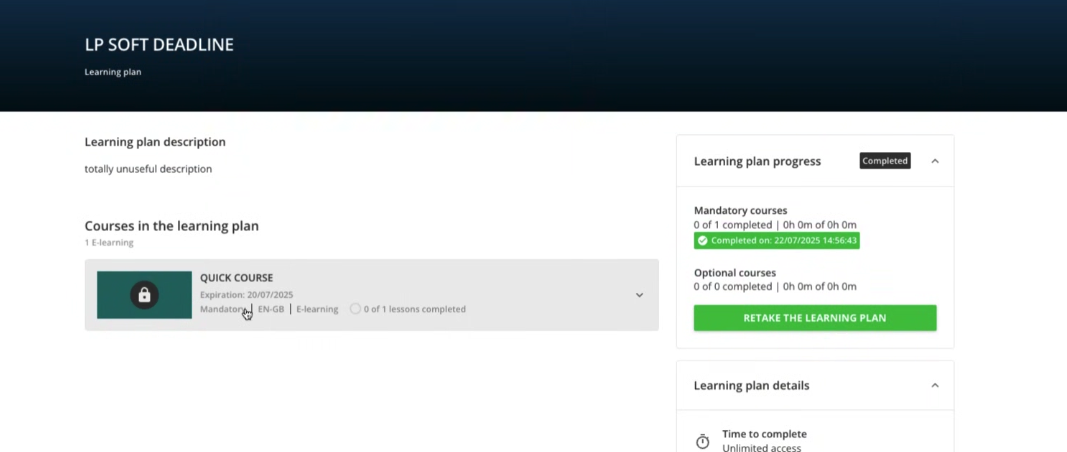 LP SOFT DEADLINE
Learning plan
Learning plan description
totally unuseful description
Courses in the learning plan
1 E-learning
QUICK COURSE
Expiration: 20/07/2025
Mandatory | EN-GB | E-learning 0 of 1 lessons completed
Learning plan progress Completed
Mandatory courses
0 of 1 completed | 0h 0m of 0h 0m
Completed on: 22/07/2025 14:56:43
Optional courses
0 of 0 completed | 0h 0m of 0h 0m
RETAKE THE LEARNING PLAN
Learning plan details
Time to complete
Unlimited access